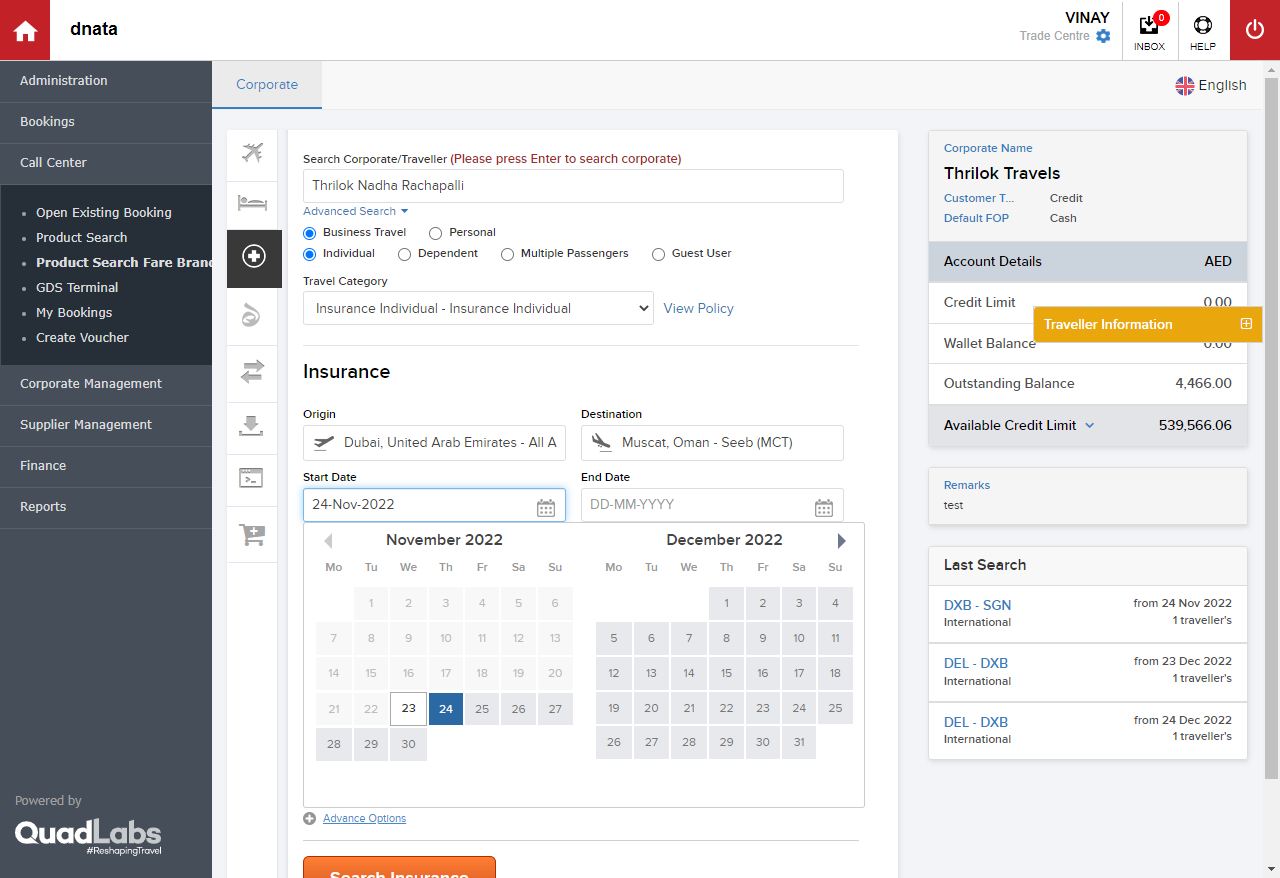 dnata
VINAY
Trade Centre
0
INBOX
HELP
Administration
Bookings
Call Center
Open Existing Booking
Product Search
Product Search Fare Bran
GDS Terminal
My Bookings
Create Voucher
Corporate Management
Supplier Management
Finance
Reports
Powered by
QuadLabs
#ReshapingTravel
Corporate
English
Search Corporate/Traveller (Please press Enter to search corporate)
Thrilok Nadha Rachapalli
Advanced Search
Business Travel Personal
Individual Dependent Multiple Passengers Guest User
Travel Category
Insurance Individual - Insurance Individual View Policy
Insurance
Origin Destination
Dubai, United Arab Emirates - All A Muscat, Oman - Seeb (MCT)
Start Date End Date
24-Nov-2022 DD-MM-YYYY
November 2022 December 2022
Mo Tu We Th Fr Sa Su Mo Tu We Th Fr Sa Su
1 2 3 4 5 6 1 2 3 4
7 8 9 10 11 12 13 5 6 7 8 9 10 11
14 15 16 17 18 19 20 12 13 14 15 16 17 18
21 22 23 24 25 26 27 19 20 21 22 23 24 25
28 29 30 26 27 28 29 30 31
Advance Options
Search Insurance
Corporate Name
Thrilok Travels
Customer T... Credit
Default FOP Cash
Account Details AED
Credit Limit 0.00
Traveller Information
Wallet Balance 0.00
Outstanding Balance 4,466.00
Available Credit Limit 539,566.06
Remarks
test
Last Search
DXB - SGN from 24 Nov 2022
International 1 traveller's
DEL - DXB from 23 Dec 2022
International 1 traveller's
DEL - DXB from 24 Dec 2022
International 1 traveller's